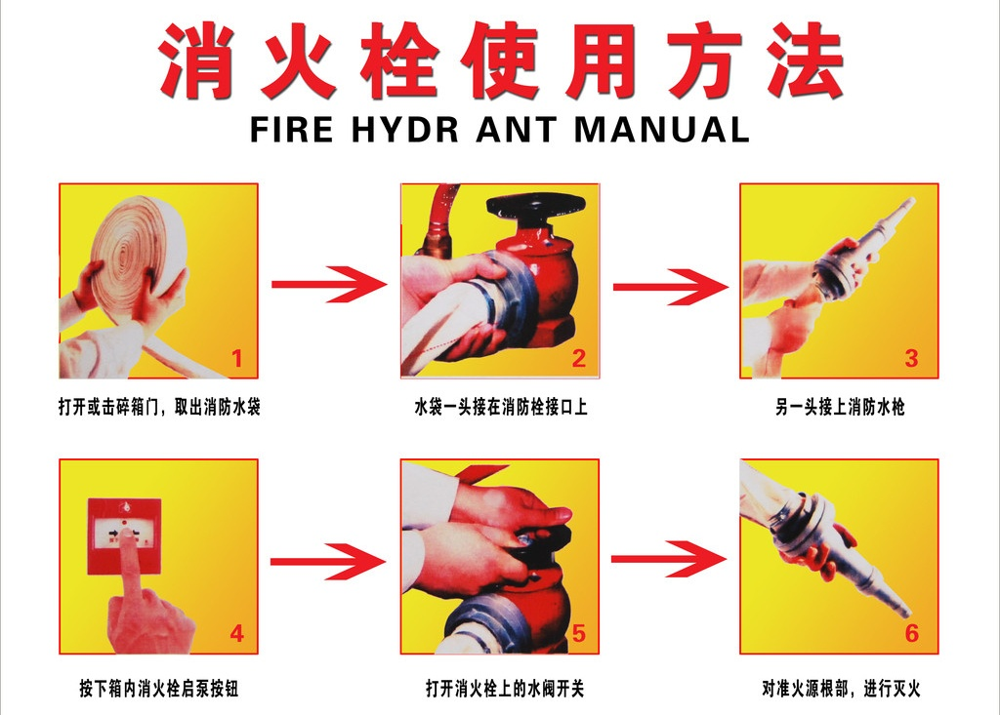 消火栓使用方法
FIRE HYDR ANT MANUAL
1
2
3
打开或击碎箱门，取出消防水袋
水袋一头接在消防栓接口上
另一头接上消防水枪
4
5
6
按下箱内消火栓启泵按钮
打开消火栓上的水阀开关
对准火源根部，进行灭火